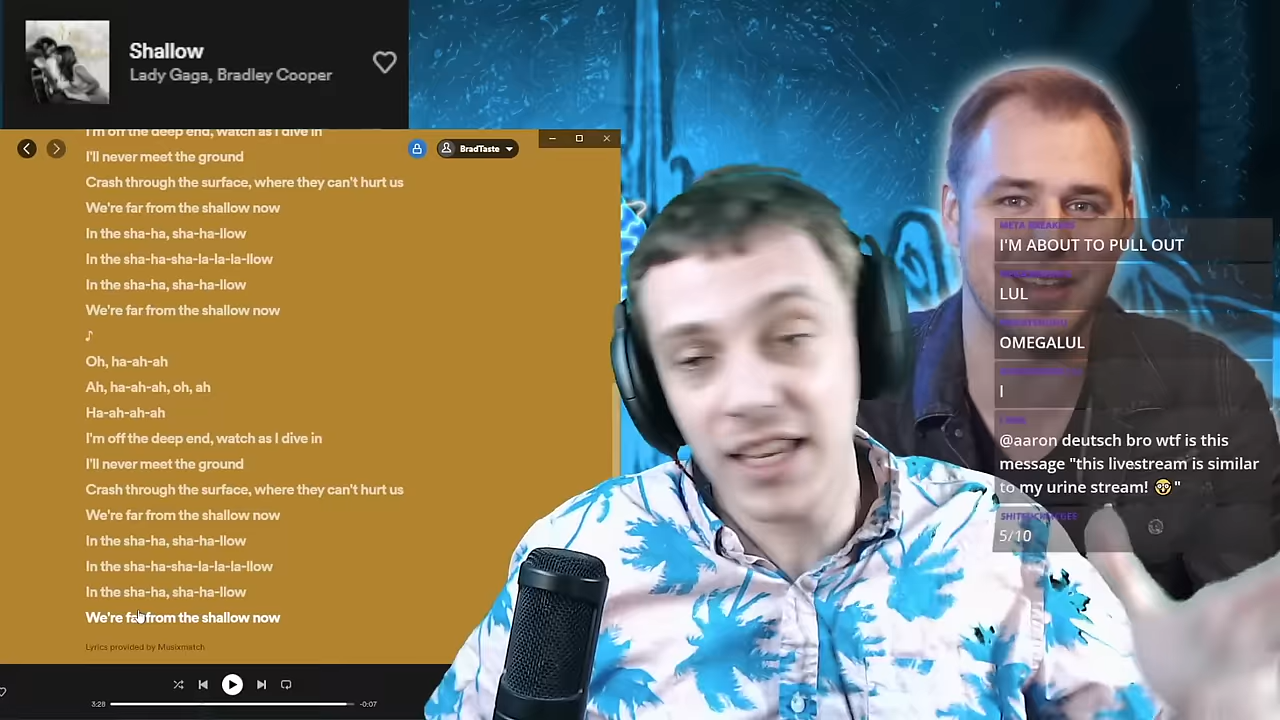 Shallow
Lady Gaga, Bradley Cooper
I'm off the deep end, watch as I dive in
BradTaste
I'll never meet the ground
Crash through the surface, where they can't hurt us
We're far from the shallow now
In the sha-ha, sha-ha-llow
In the sha-ha-sha-la-la-la-llow
In the sha-ha, sha-ha-llow
We're far from the shallow now
♪
Oh, ha-ah-ah
Ah, ha-ah-ah, oh, ah
Ha-ah-ah-ah
I'm off the deep end, watch as I dive in
I'll never meet the ground
Crash through the surface, where they can't hurt us
We're far from the shallow now
In the sha-ha, sha-ha-llow
In the sha-ha-sha-la-la-la-llow
In the sha-ha, sha-ha-llow
We're far from the shallow now
Lyrics provided by Musixmatch
3:28
-0:07
META BREAKERS
I'M ABOUT TO PULL OUT
LUL
OMEGALUL
I
@aaron deutsch bro wtf is this
message "this livestream is similar
to my urine stream! 🤓"
5/10